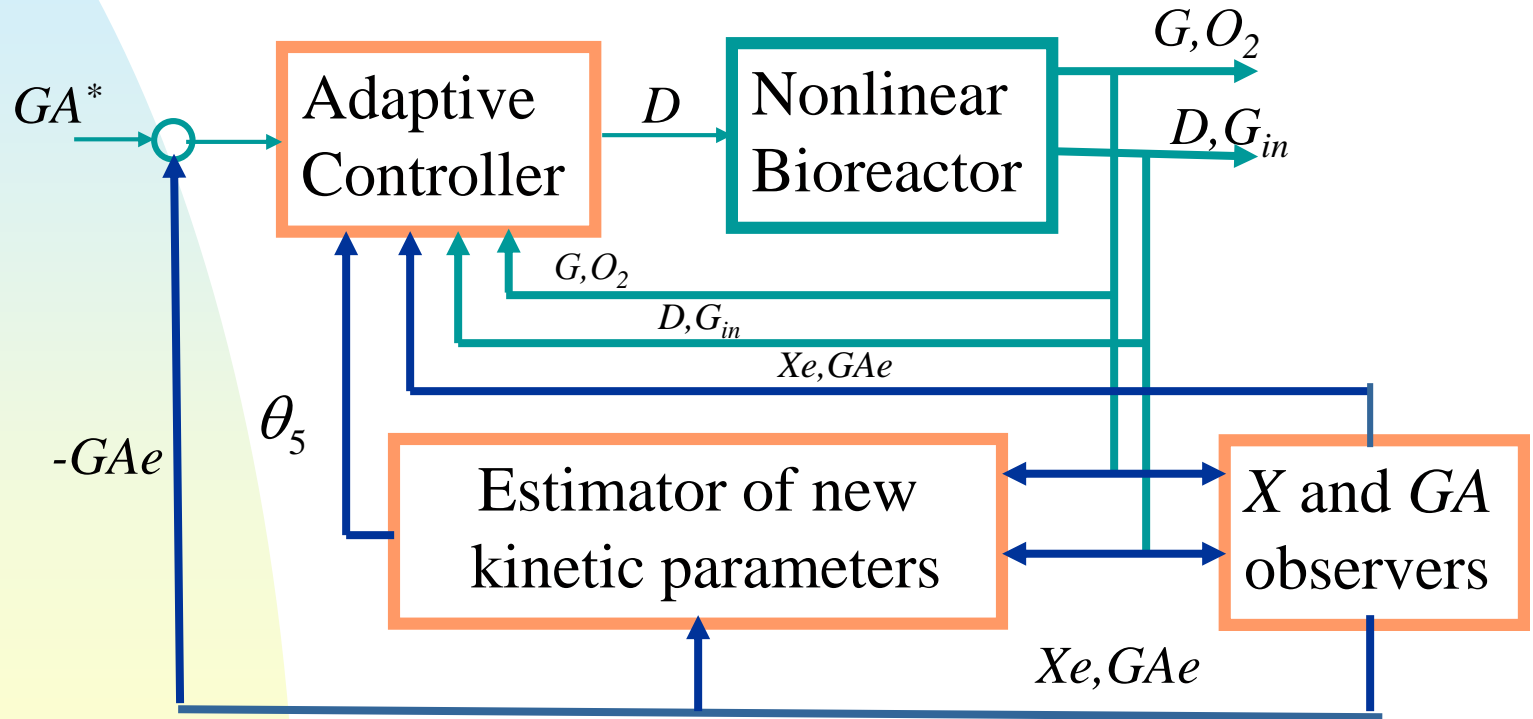 G,O₂
GA*
Adaptive
Controller
D
Nonlinear
Bioreactor
D,Gᵢₙ
G,O₂
D,Gᵢₙ
Xe,GAe
θ₅
-GAe
Estimator of new
kinetic parameters
X and GA
observers
Xe,GAe